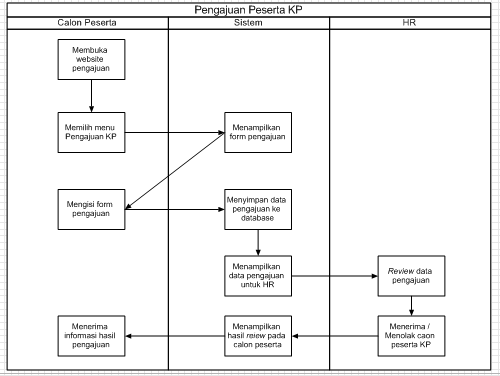 Pengajuan Peserta KP
Calon Peserta
Sistem
HR
Membuka
website
pengajuan
Memilih menu
Pengajuan KP
Menampilkan
form pengajuan
Mengisi form
pengajuan
Menyimpan data
pengajuan ke
database
Menampilkan
data pengajuan
untuk HR
Review data
pengajuan
Menerima
informasi hasil
pengajuan
Menampilkan
hasil reiew pada
calon peserta
Menerima /
Menolak caon
peserta KP